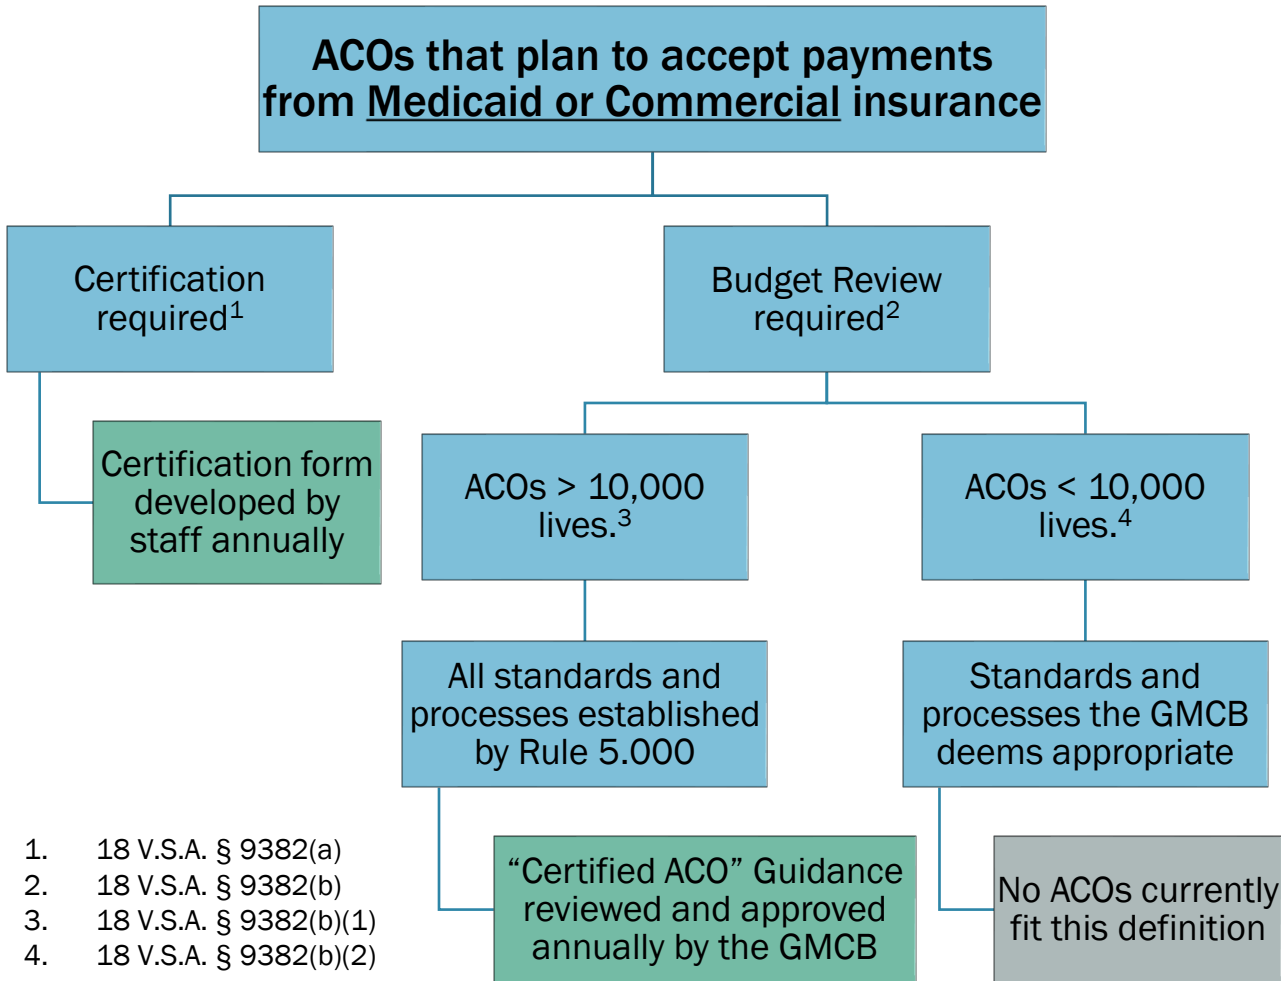 ACOs that plan to accept payments
from Medicaid or Commercial insurance
Certification
required¹
Budget Review
required²
Certification form
developed by
staff annually
ACOs > 10,000
lives.³
ACOs < 10,000
lives.⁴
All standards and
processes established
by Rule 5.000
Standards and
processes the GMCB
deems appropriate
“Certified ACO” Guidance
reviewed and approved
annually by the GMCB
No ACOs currently
fit this definition
1. 18 V.S.A. § 9382(a)
2. 18 V.S.A. § 9382(b)
3. 18 V.S.A. § 9382(b)(1)
4. 18 V.S.A. § 9382(b)(2)